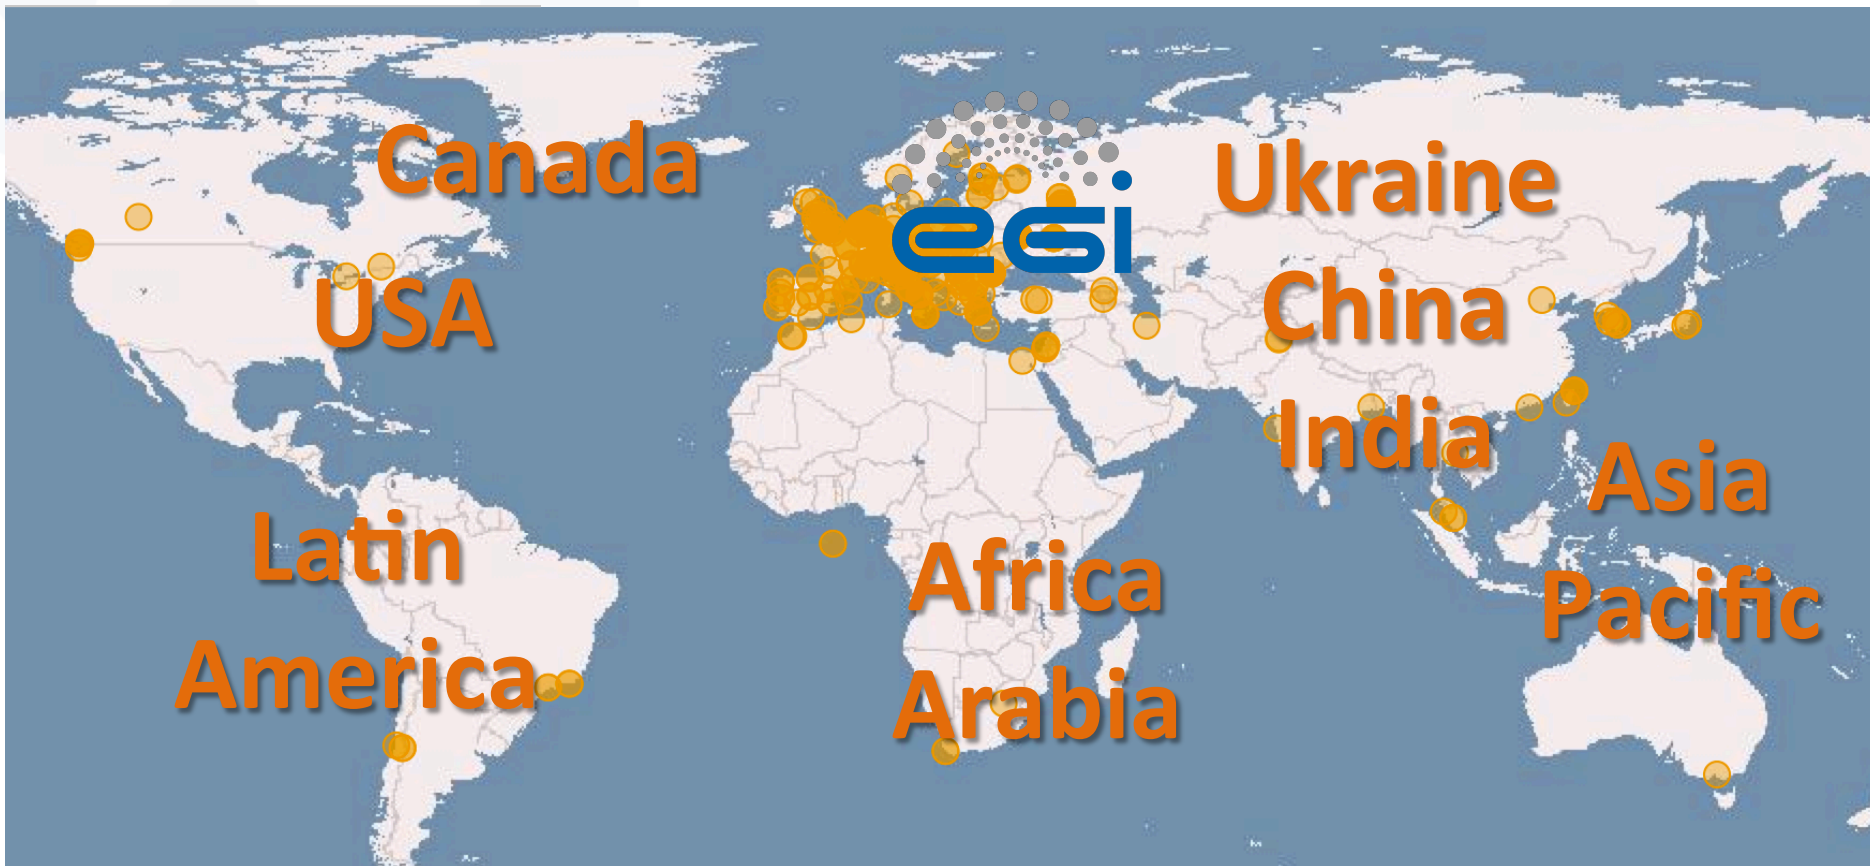 Canada
USA
Latin
America
egi
Africa
Arabia
Ukraine
China
India
Asia
Pacific